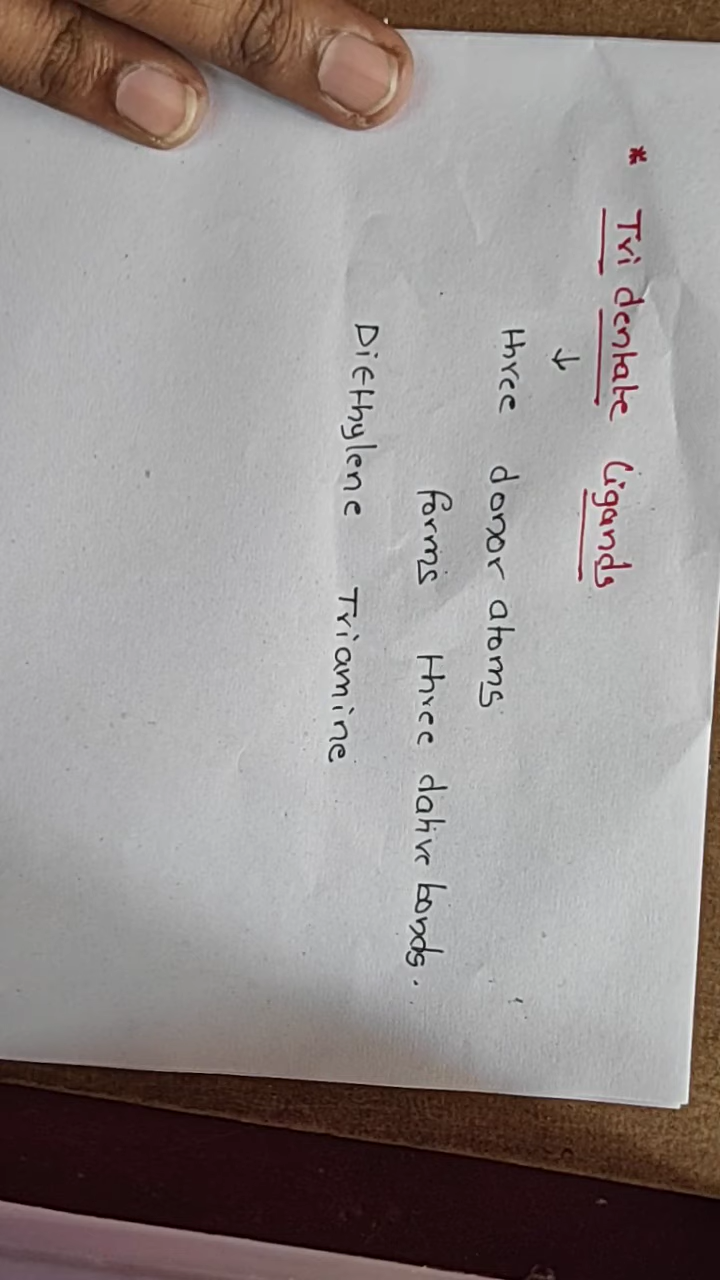 * Tri dentate ligands
↓
three donor atoms
forms three dative bonds.
Diethylene Triamine